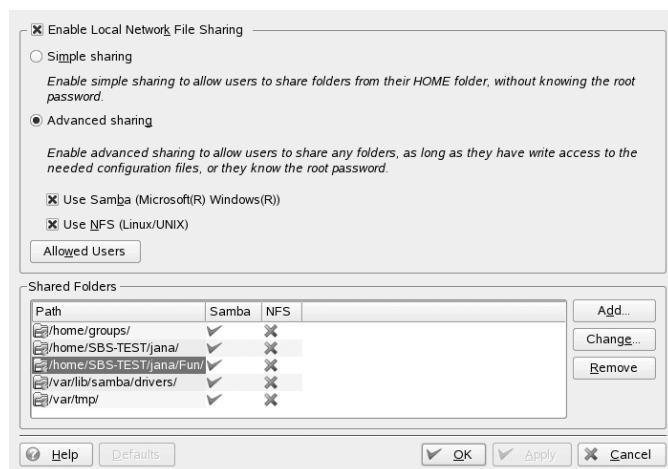 Enable Local Network File Sharing
Simple sharing
Enable simple sharing to allow users to share folders from their HOME folder, without knowing the root
password.
Advanced sharing
Enable advanced sharing to allow users to share any folders, as long as they have write access to the
needed configuration files, or they know the root password.
Use Samba (Microsoft(R) Windows(R))
Use NFS (Linux/UNIX)
Allowed Users
Shared Folders
Path Samba NFS
/home/groups/
/home/SBS-TEST/jana/
/home/SBS-TEST/jana/Fun/
/var/lib/samba/drivers/
/var/tmp/
Add...
Change...
Remove
Help Defaults OK Apply Cancel